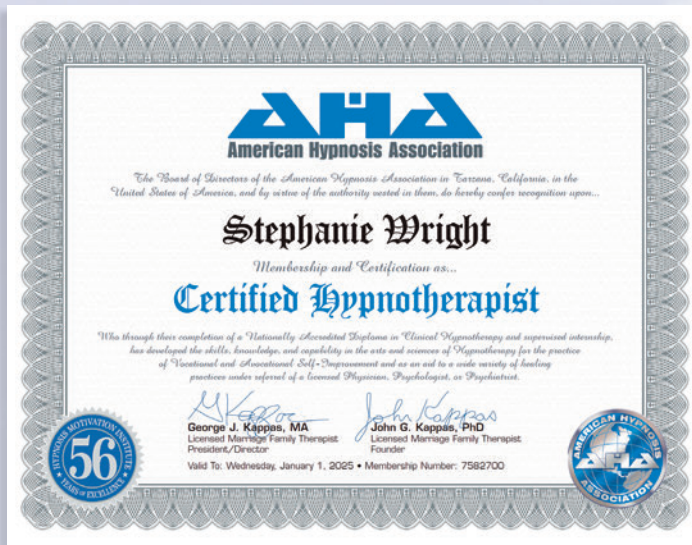 AHA
American Hypnosis Association
The Board of Directors of the American Hypnosis Association in Tarzana, California, in the
United States of America, and by virtue of the authority vested in them, do hereby confer recognition upon...
Stephanie Wright
Membership and Certification as...
Certified Hypnotherapist
Who through their completion of a Nationally Accredited Diploma in Clinical Hypnotherapy and supervised internship,
has developed the skills, knowledge, and capability in the arts and sciences of Hypnotherapy for the practice
of Vocational and Avocational Self-Improvement and as an aid to a wide variety of healing
practices under referral of a licensed Physician, Psychologist, or Psychiatrist.
G Kappas
John Kappas
George J. Kappas, MA
Licensed Marriage Family Therapist
President/Director
John G. Kappas, PhD
Licensed Marriage Family Therapist
Founder
Valid To: Wednesday, January 1, 2025 • Membership Number: 7582700
HYPNOSIS MOTIVATION INSTITUTE
56
YEARS OF EXCELLENCE
AMERICAN HYPNOSIS
AHA
ASSOCIATION